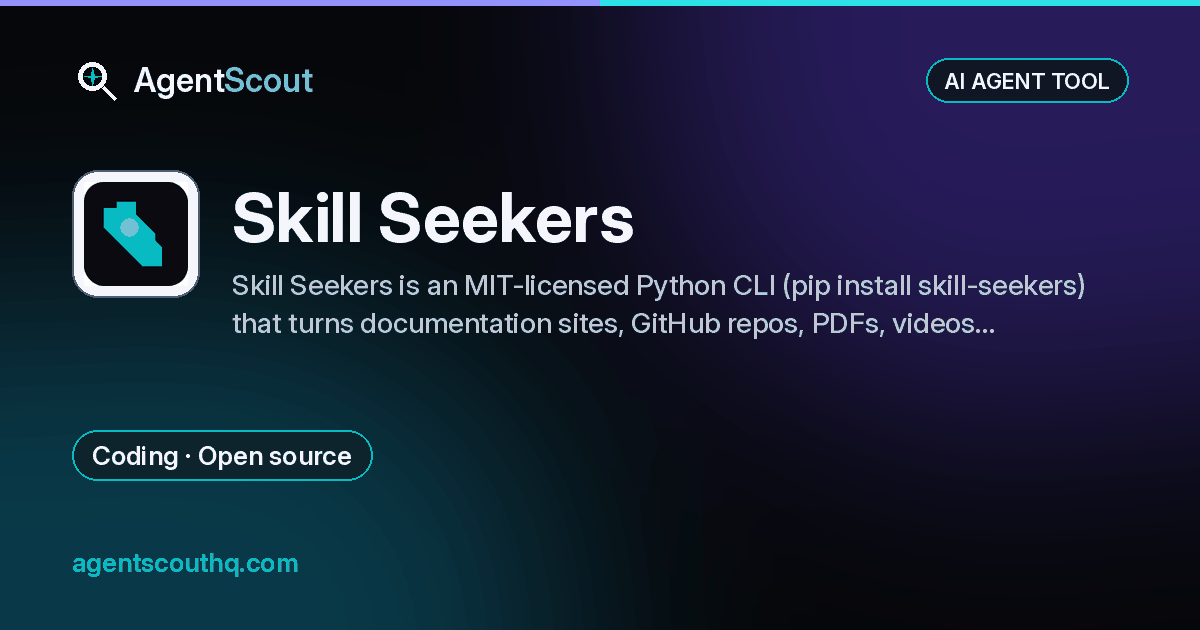 AgentScout
AI AGENT TOOL
Skill Seekers
Skill Seekers is an MIT-licensed Python CLI (pip install skill-seekers)
that turns documentation sites, GitHub repos, PDFs, videos...
Coding · Open source
agentscouthq.com